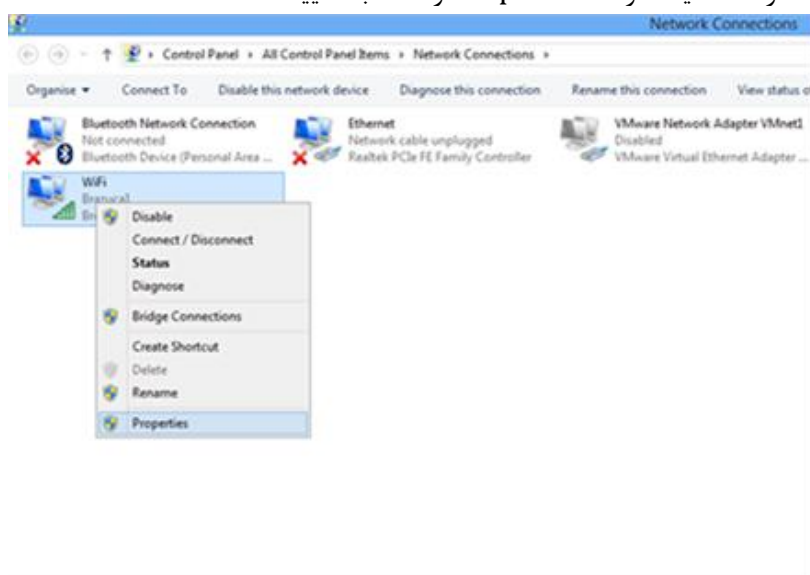 Network Connections
Control Panel › All Control Panel Items › Network Connections ›
Organise Connect To Disable this network device Diagnose this connection Rename this connection View status
Bluetooth Network Connection
Not connected
Bluetooth Device (Personal Area ...
Ethernet
Network cable unplugged
Realtek PCIe FE Family Controller
VMware Network Adapter VMnet1
Disabled
VMware Virtual Ethernet Adapter ...
WiFi
Disable
Connect / Disconnect
Status
Diagnose
Bridge Connections
Create Shortcut
Delete
Rename
Properties